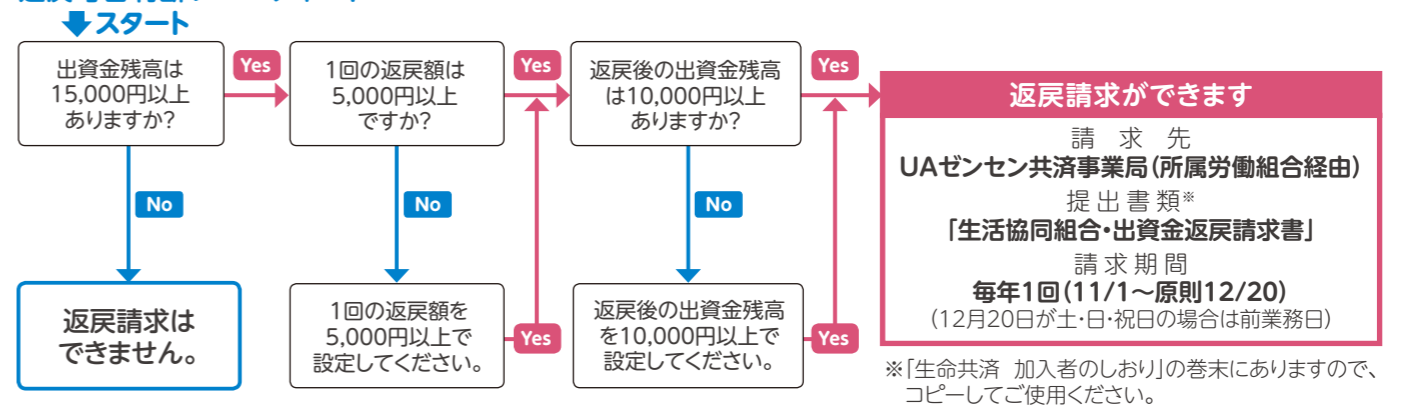 スタート
出資金残高は
15,000円以上
ありますか?
Yes
1回の返戻額は
5,000円以上
ですか?
Yes
返戻後の出資金残高
は10,000円以上
ありますか?
Yes
No
No
No
返戻請求は
できません。
1回の返戻額を
5,000円以上で
設定してください。
Yes
返戻後の出資金残高
を10,000円以上で
設定してください。
Yes
返戻請求ができます
請求先
UAゼンセン共済事業局(所属労働組合経由)
提出書類※
「生活協同組合・出資金返戻請求書」
請求期間
毎年1回(11/1〜原則12/20)
(12月20日が土・日・祝日の場合は前業務日)
※「生命共済 加入者のしおり」の巻末にありますので、
コピーしてご使用ください。